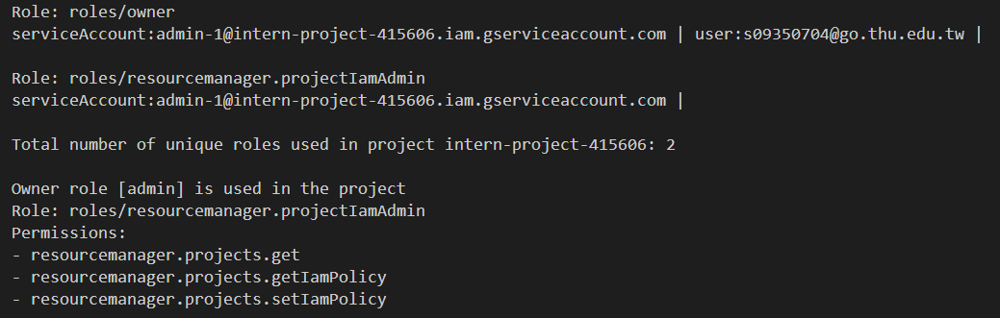 Role: roles/owner
serviceAccount:admin-1@intern-project-415606.iam.gserviceaccount.com | user:s09350704@go.thu.edu.tw |
Role: roles/resourcemanager.projectIamAdmin
serviceAccount:admin-1@intern-project-415606.iam.gserviceaccount.com |
Total number of unique roles used in project intern-project-415606: 2
Owner role [admin] is used in the project
Role: roles/resourcemanager.projectIamAdmin
Permissions:
- resourcemanager.projects.get
- resourcemanager.projects.getIamPolicy
- resourcemanager.projects.setIamPolicy